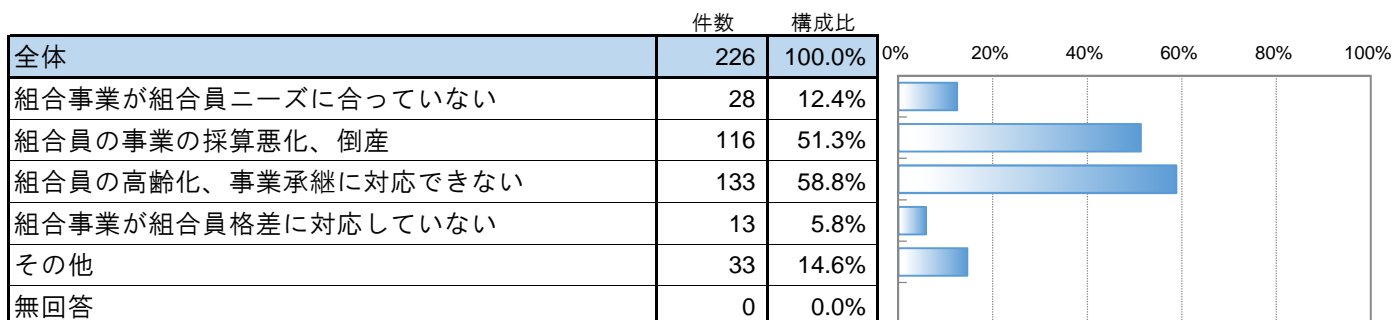 件数 構成比
全体 226 100.0%
0% 20% 40% 60% 80% 100%
組合事業が組合員ニーズに合っていない 28 12.4%
組合員の事業の採算悪化、倒産 116 51.3%
組合員の高齢化、事業承継に対応できない 133 58.8%
組合事業が組合員格差に対応していない 13 5.8%
その他 33 14.6%
無回答 0 0.0%